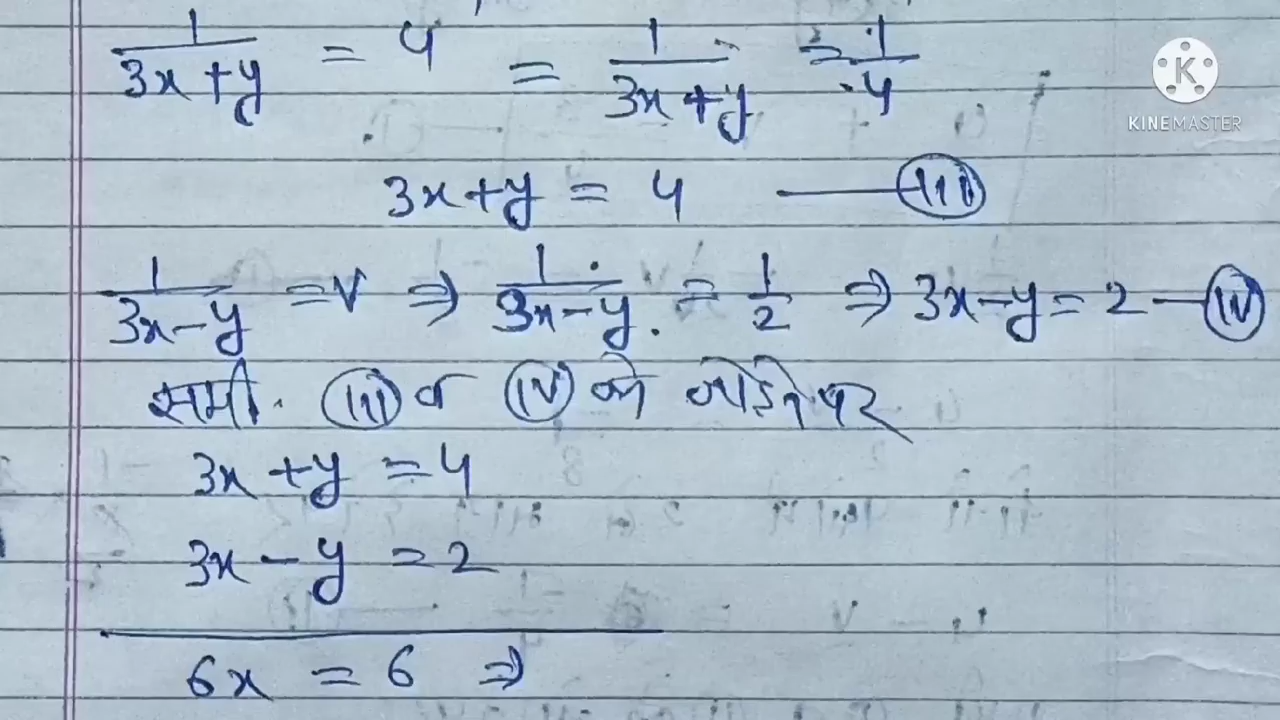 1/(3x+y) = 4 = 1/(3x+y) = 1/4
3x+y = 4 —— (III)
1/(3x-y) = V ⇒ 1/(3x-y) = 1/2 ⇒ 3x-y = 2 — (IV)
समी. (III) व (IV) को जोड़ने पर
3x +y = 4
3x - y = 2
6x = 6 ⇒
K
KINEMASTER